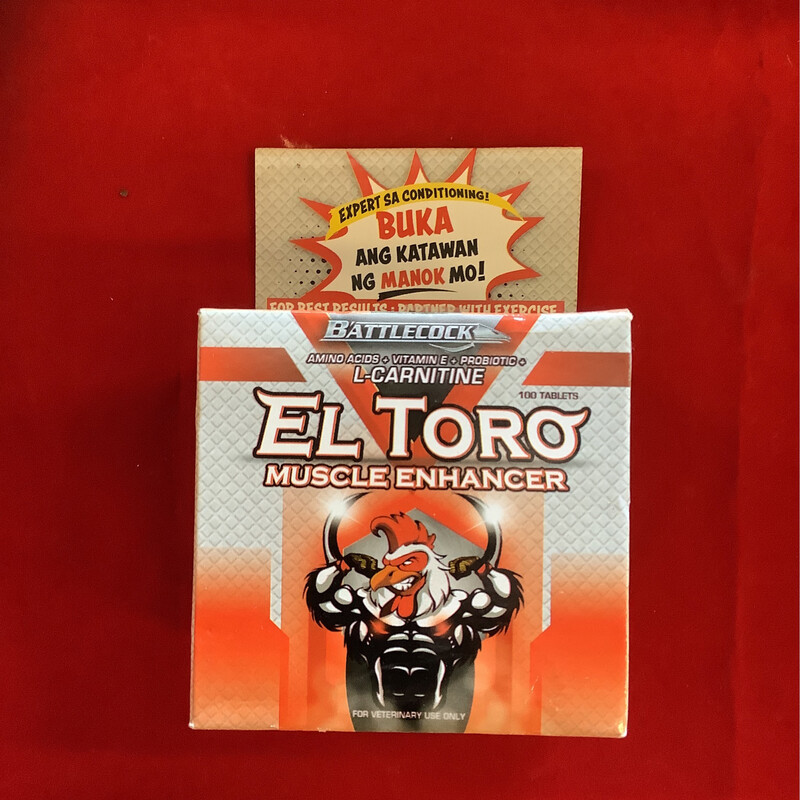 EXPERT SA CONDITIONING!
BUKA
ANG KATAWAN
NG MANOK MO!
FOR BEST RESULTS: PARTNER WITH EXERCISE
BATTLECOCK
AMINO ACIDS + VITAMIN E + PROBIOTIC +
L-CARNITINE
100 TABLETS
EL TORO
MUSCLE ENHANCER
FOR VETERINARY USE ONLY